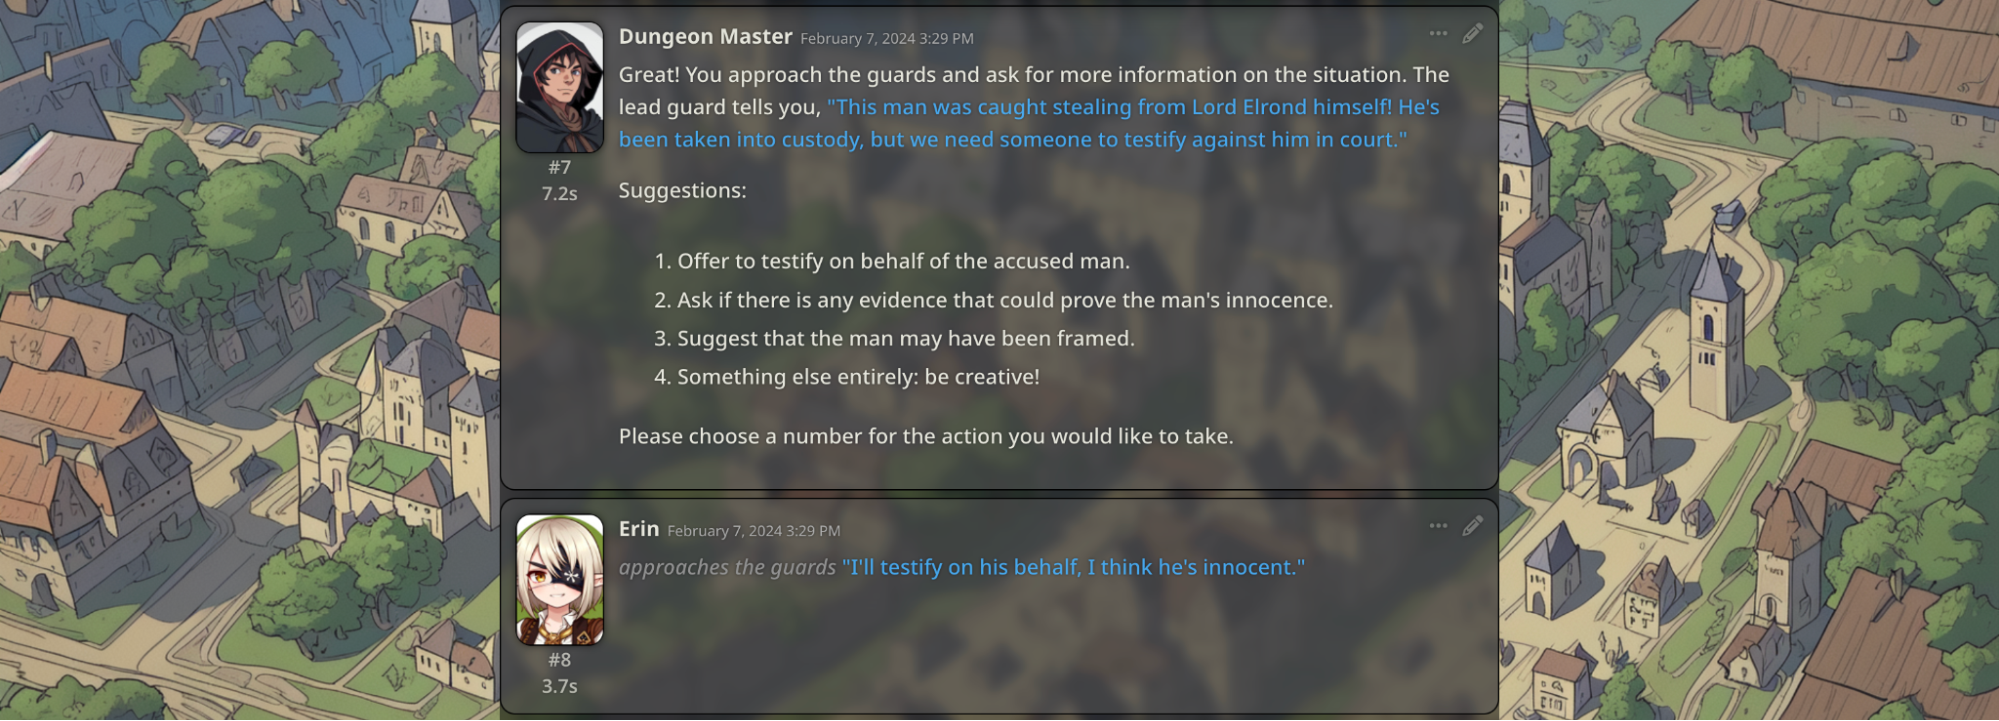 Dungeon Master February 7, 2024 3:29 PM
Great! You approach the guards and ask for more information on the situation. The
lead guard tells you, "This man was caught stealing from Lord Elrond himself! He's
been taken into custody, but we need someone to testify against him in court."
#7
7.2s
Suggestions:
1. Offer to testify on behalf of the accused man.
2. Ask if there is any evidence that could prove the man's innocence.
3. Suggest that the man may have been framed.
4. Something else entirely: be creative!
Please choose a number for the action you would like to take.
Erin February 7, 2024 3:29 PM
approaches the guards "I'll testify on his behalf, I think he's innocent."
#8
3.7s